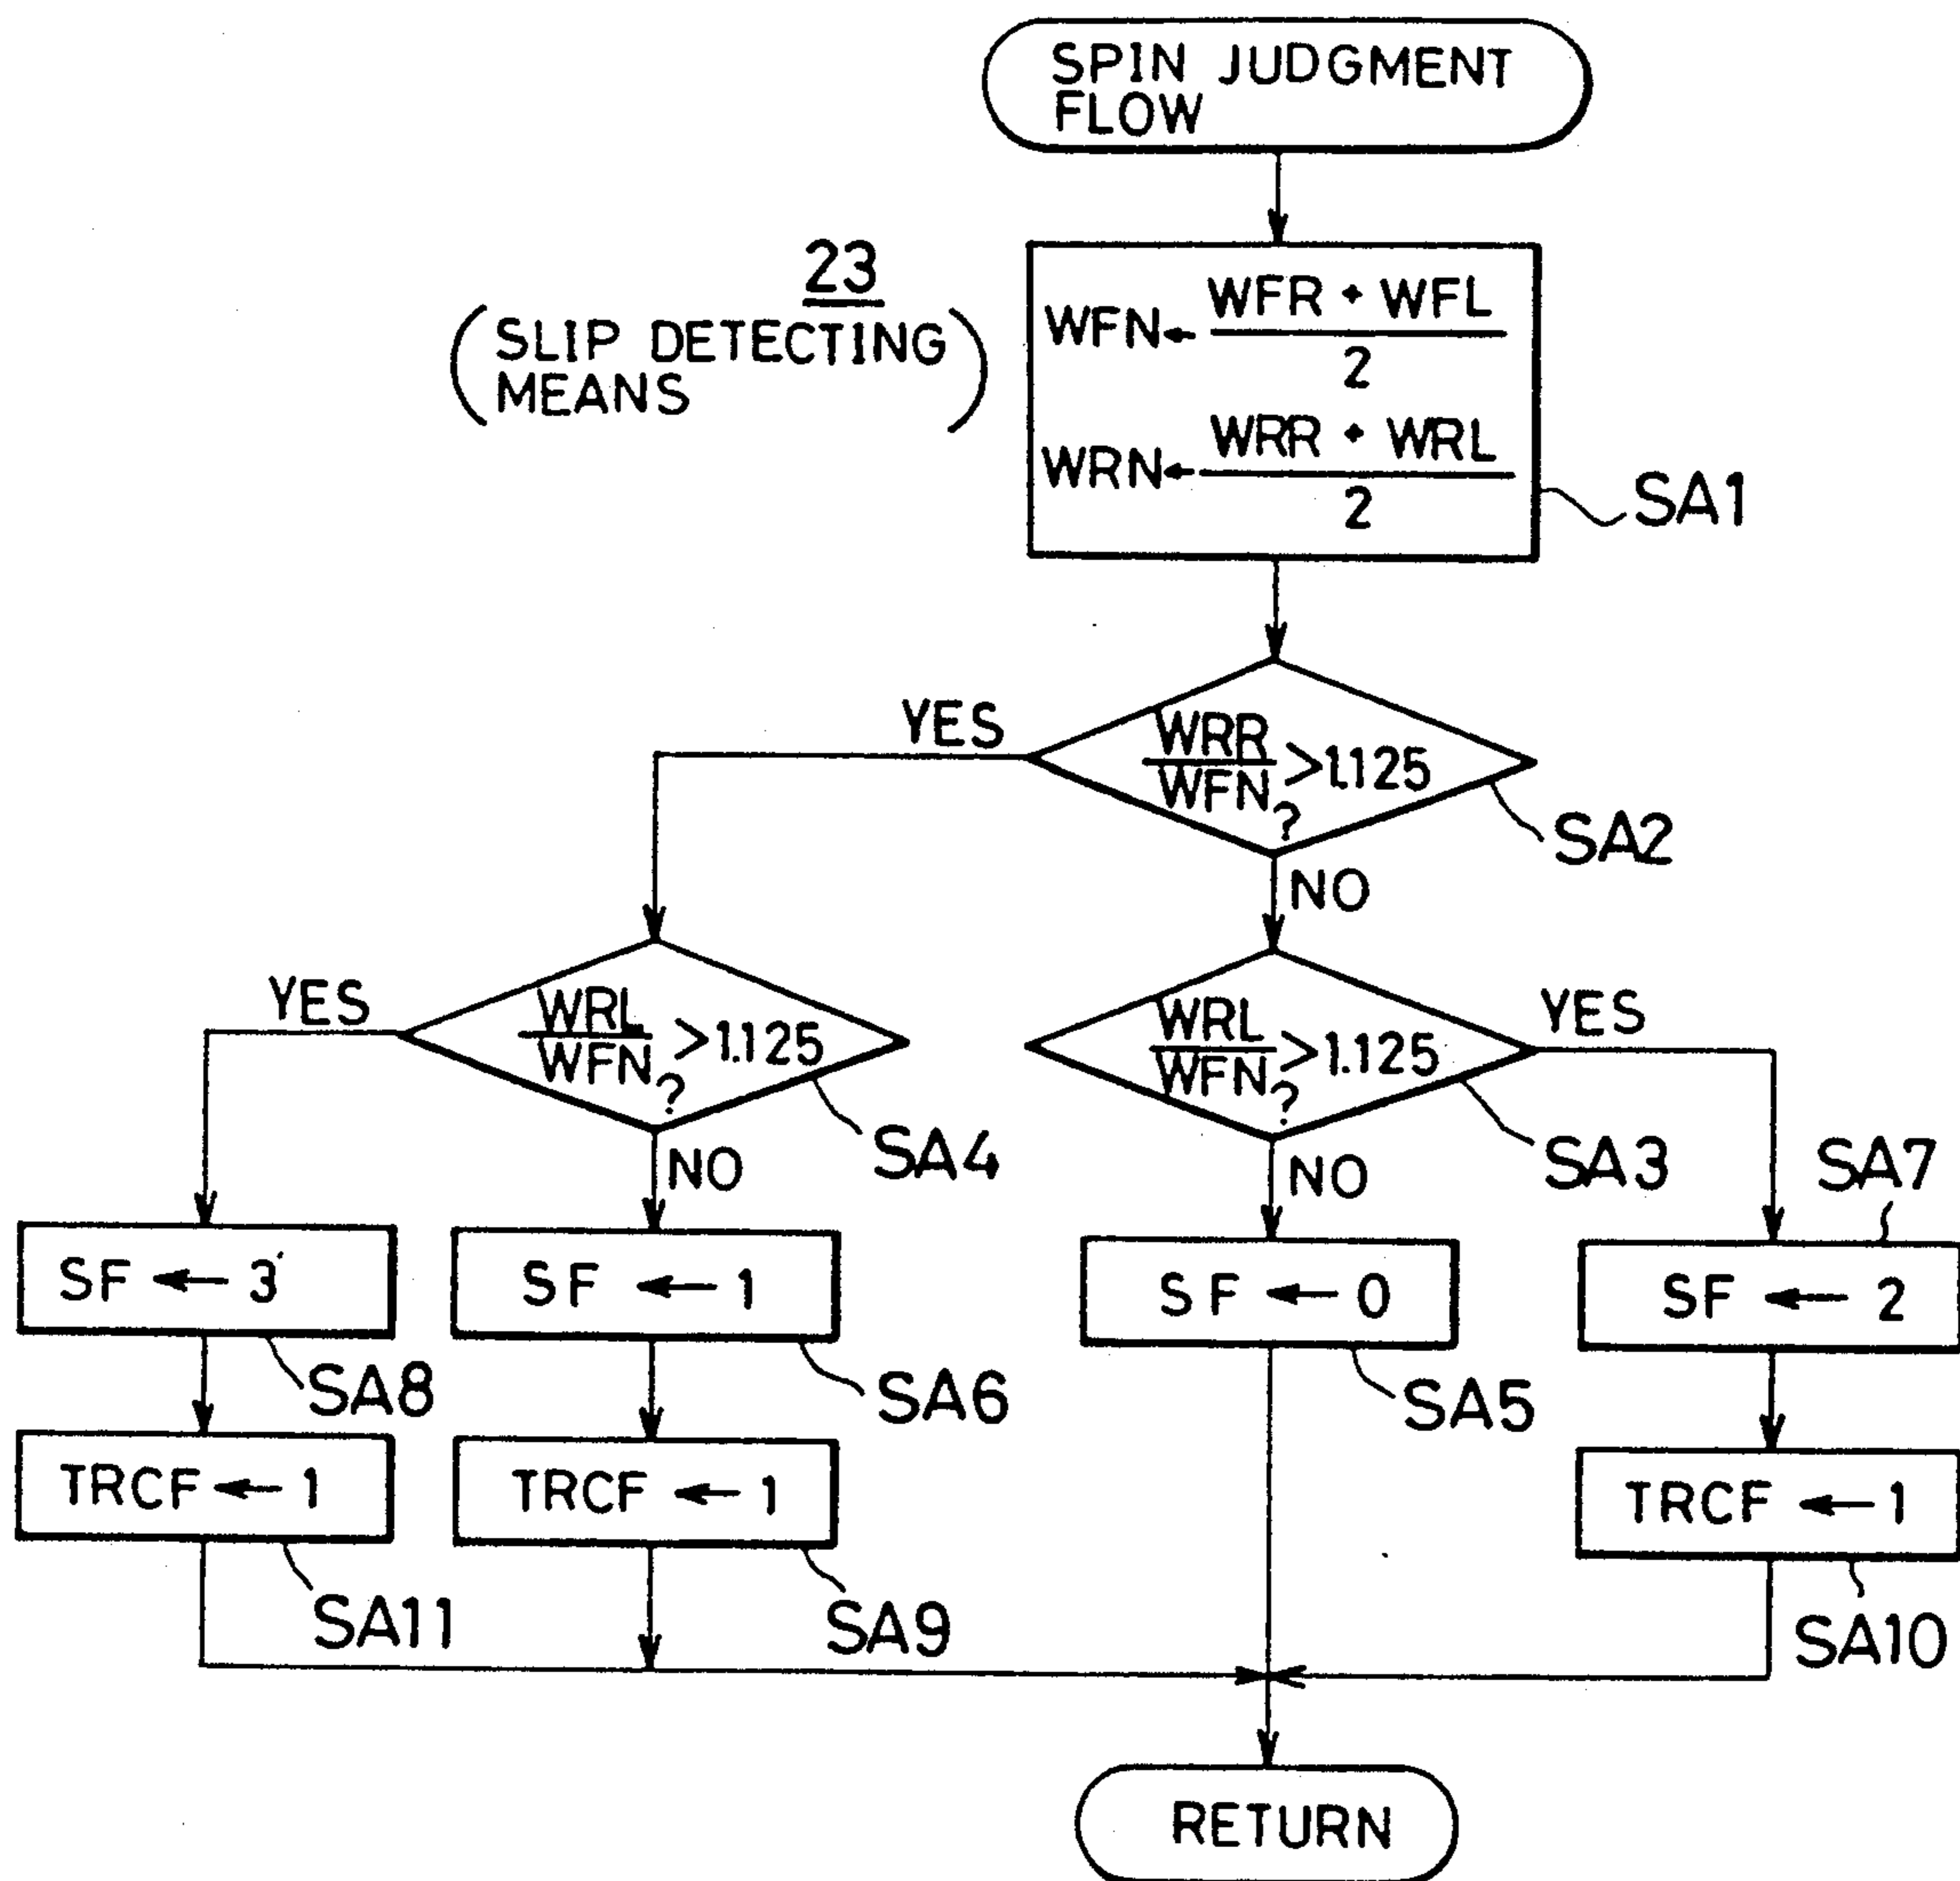 SPIN JUDGMENT
FLOW
23
(SLIP DETECTING
MEANS)
WFN ← (WFR + WFL) / 2
WRN ← (WRR + WRL) / 2
SA1
WRR / WFN > 1.125
?
YES
SA2
NO
WRL / WFN > 1.125
?
YES
SA4
NO
WRL / WFN > 1.125
?
YES
SA3
NO
SA7
SF ← 3
SF ← 1
SF ← 0
SF ← 2
SA8
SA6
SA5
TRCF ← 1
TRCF ← 1
TRCF ← 1
SA11
SA9
SA10
RETURN